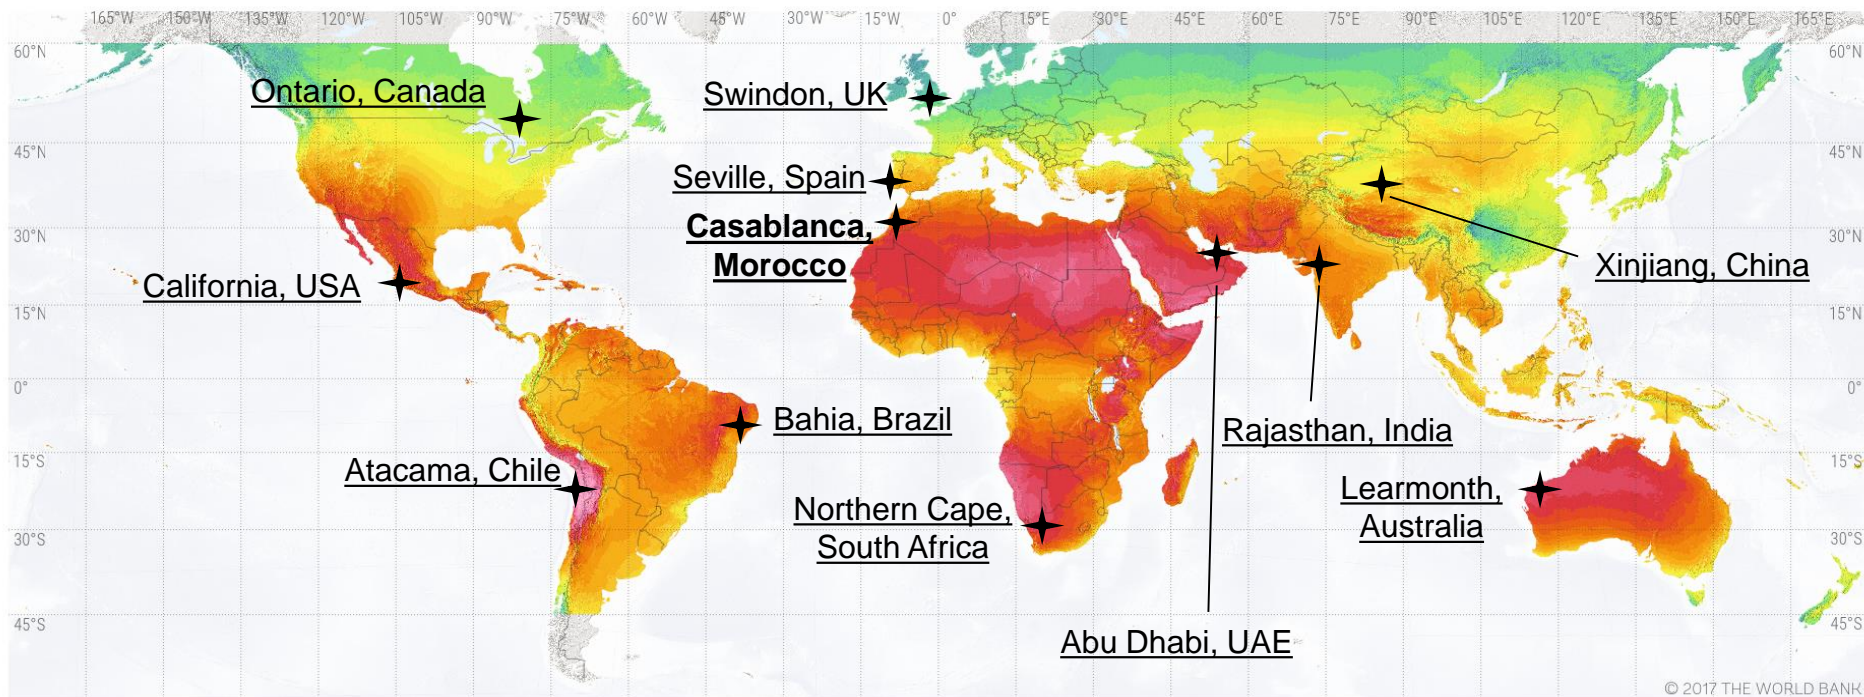 165°W 150°W 135°W 120°W 105°W 90°W 75°W 60°W 45°W 30°W 15°W 0° 15°E 30°E 45°E 60°E 75°E 90°E 105°E 120°E 135°E 150°E 165°E
60°N 60°N
Ontario, Canada
Swindon, UK
45°N 45°N
Seville, Spain
Casablanca,
Morocco
30°N 30°N
Xinjiang, China
California, USA
15°N 15°N
0° 0°
Bahia, Brazil
Rajasthan, India
15°S 15°S
Atacama, Chile
Learmonth,
Australia
Northern Cape,
South Africa
30°S 30°S
45°S 45°S
Abu Dhabi, UAE
© 2017 THE WORLD BANK